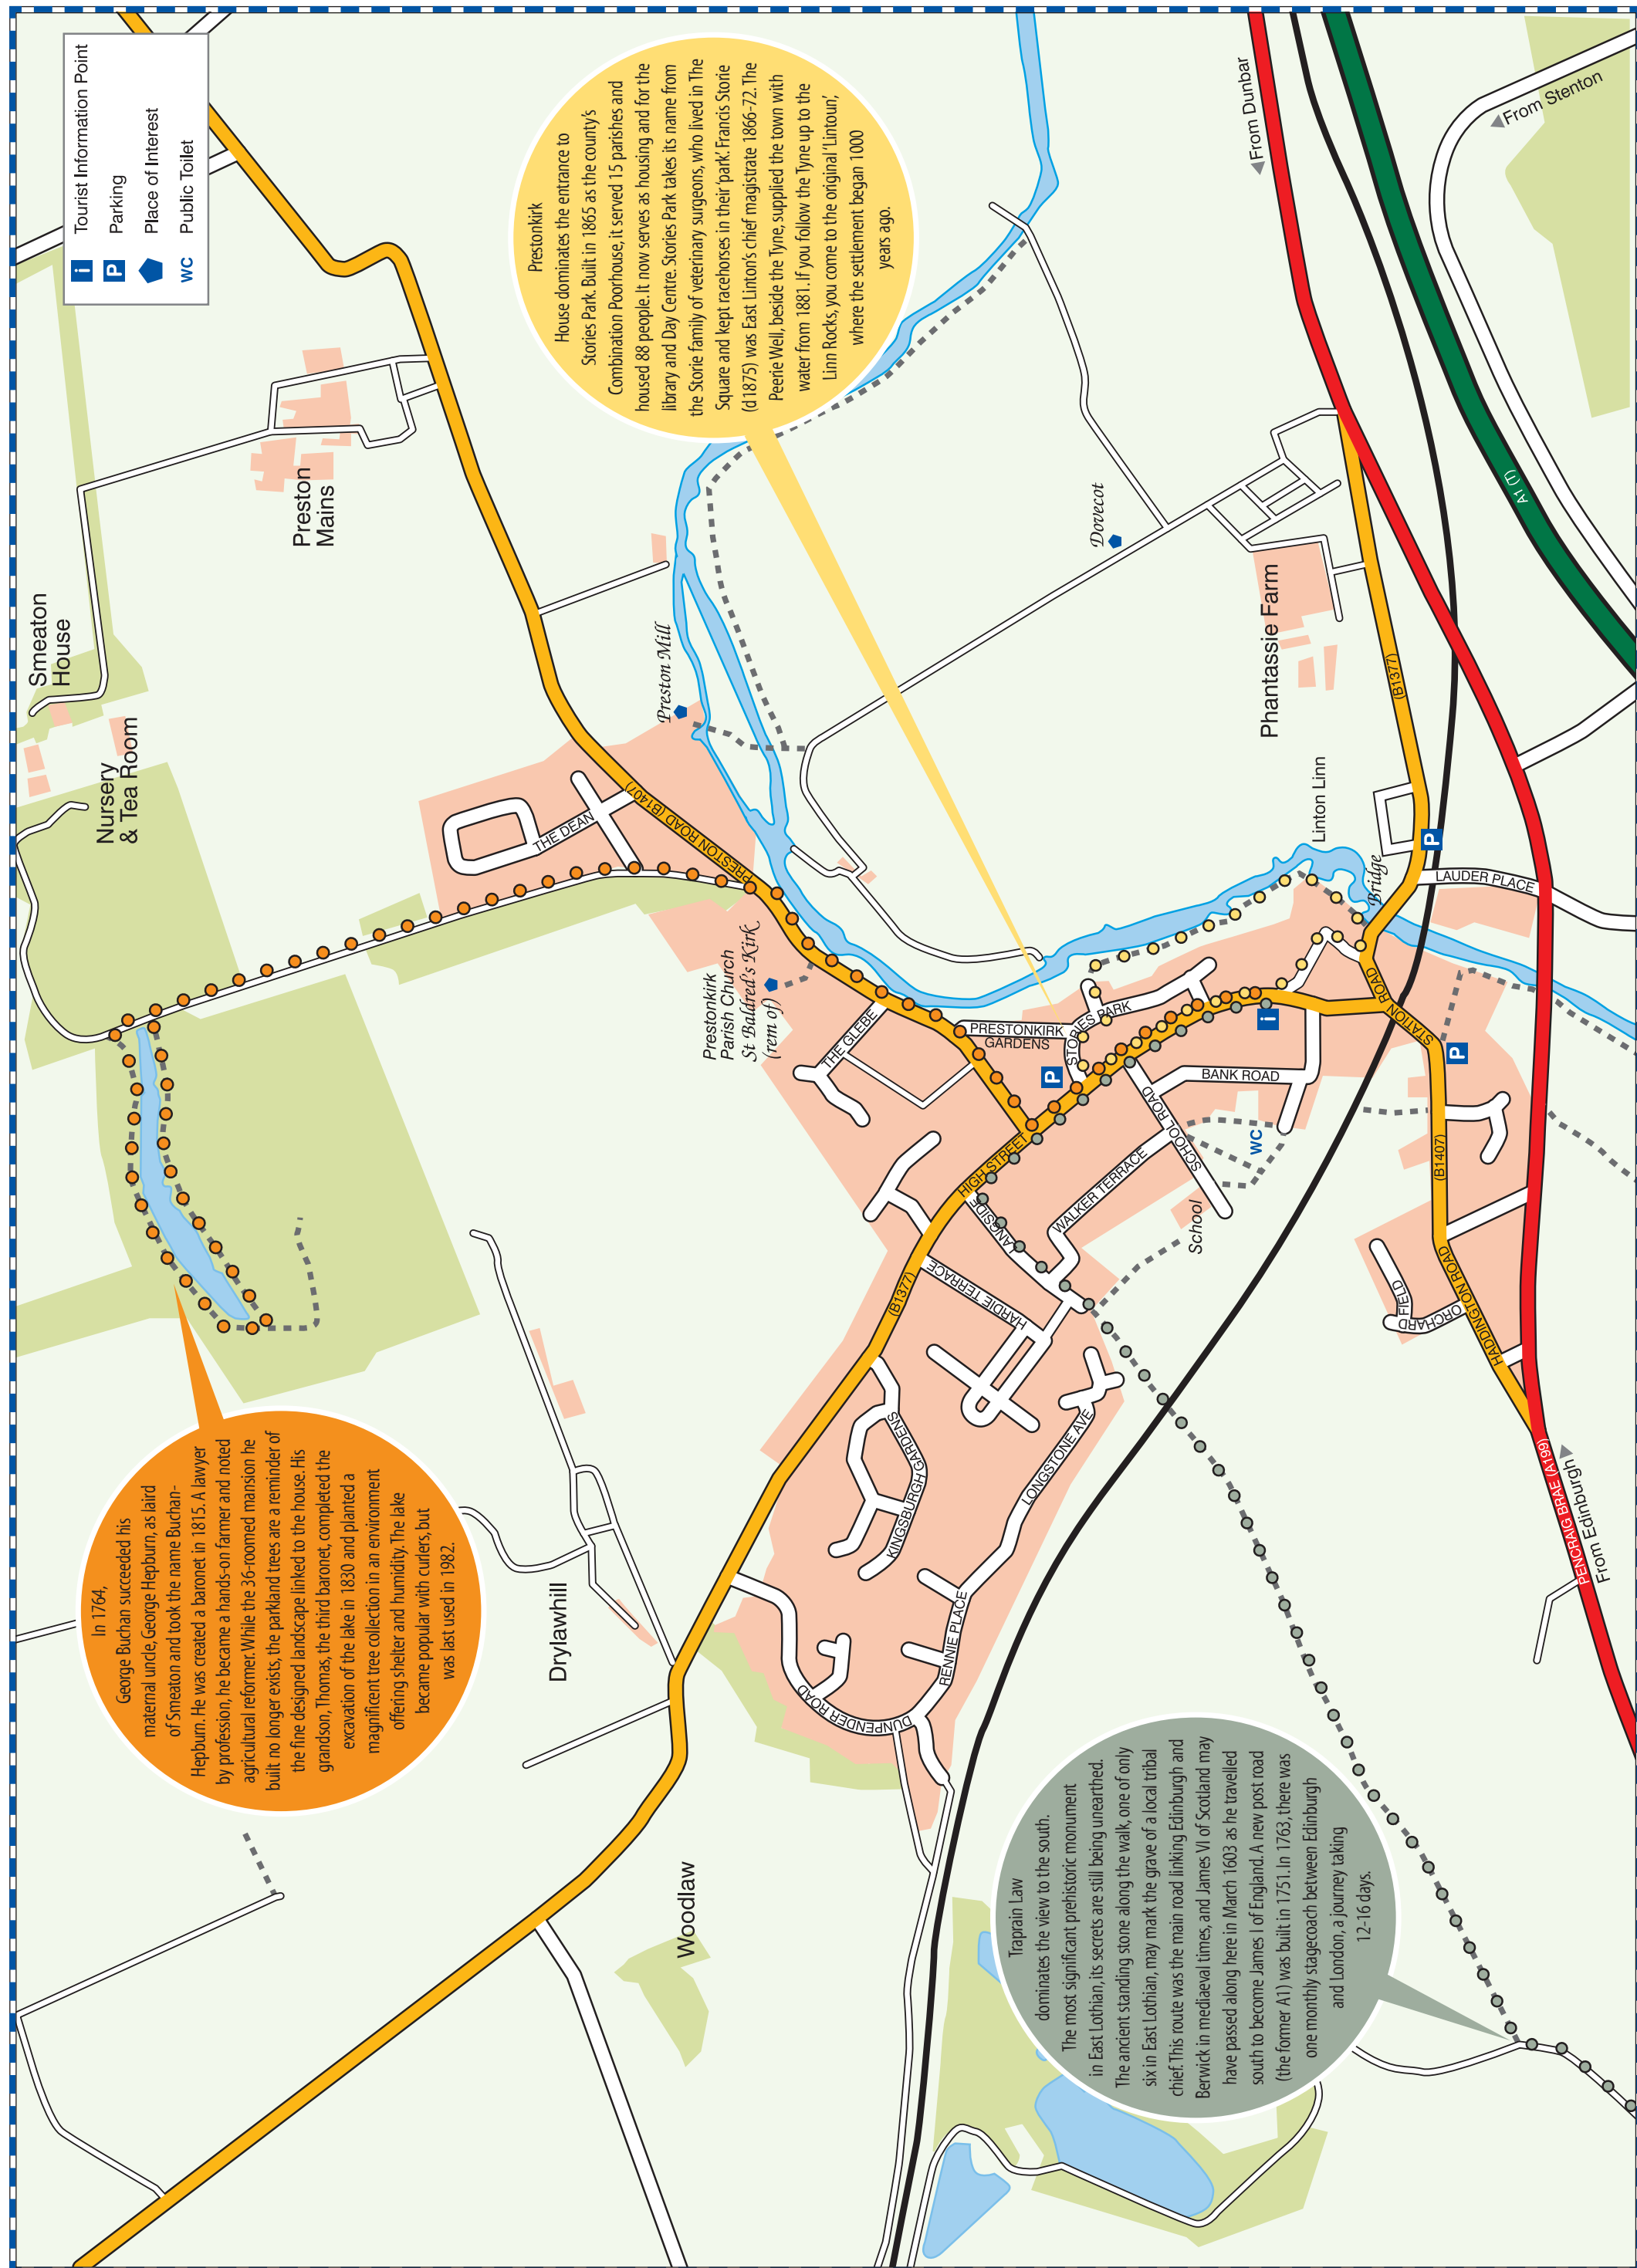 Tourist Information Point
Parking
Place of Interest
WC Public Toilet
i
P
In 1764,
George Buchan succeeded his
maternal uncle, George Hepburn, as laird
of Smeaton and took the name Buchan-
Hepburn. He was created a baronet in 1815. A lawyer
by profession, he became a hands-on farmer and noted
agricultural reformer. While the 36-roomed mansion he
built no longer exists, the parkland trees are a reminder of
the fine designed landscape linked to the house. His
grandson, Thomas, the third baronet, completed the
excavation of the lake in 1830 and planted a
magnificent tree collection in an environment
offering shelter and humidity. The lake
became popular with curlers, but
was last used in 1982.
Prestonkirk
House dominates the entrance to
Stories Park. Built in 1865 as the county's
Combination Poorhouse, it served 15 parishes and
housed 88 people. It now serves as housing and for the
library and Day Centre. Stories Park takes its name from
the Storie family of veterinary surgeons, who lived in The
Square and kept racehorses in their 'park'. Francis Storie
(d1875) was East Linton's chief magistrate 1866-72. The
Peerie Well, beside the Tyne, supplied the town with
water from 1881. If you follow the Tyne up to the
Linn Rocks, you come to the original 'Lintoun',
where the settlement began 1000
years ago.
Traprain Law
dominates the view to the south.
The most significant prehistoric monument
in East Lothian, its secrets are still being unearthed.
The ancient standing stone along the walk, one of only
six in East Lothian, may mark the grave of a local tribal
chief. This route was the main road linking Edinburgh and
Berwick in mediaeval times, and James VI of Scotland may
have passed along here in March 1603 as he travelled
south to become James I of England. A new post road
(the former A1) was built in 1751. In 1763, there was
one monthly stagecoach between Edinburgh
and London, a journey taking
12-16 days.
Smeaton
House
Nursery
& Tea Room
Preston
Mains
Preston Mill
THE DEAN
PRESTON ROAD (B1407)
Prestonkirk
Parish Church
St Baldred's Kirk
(rem of)
THE GLEBE
PRESTONKIRK
GARDENS
STORIES PARK
Drylawhill
Woodlaw
HIGH STREET
(B1377)
LANGSIDE
HARDIE TERRACE
WALKER TERRACE
SCHOOL ROAD
BANK ROAD
School
WC
P
i
KINGSBURGH GARDENS
LONGSTONE AVE
RENNIE PLACE
DUNPENDER ROAD
Dovecot
Phantassie Farm
Linton Linn
Bridge
(B1377)
P
LAUDER PLACE
STATION ROAD
P
(B1407)
HADDINGTON ROAD
ORCHARD
FIELD
PENCRAIG BRAE (A199)
From Edinburgh
From Dunbar
A1 (T)
From Stenton